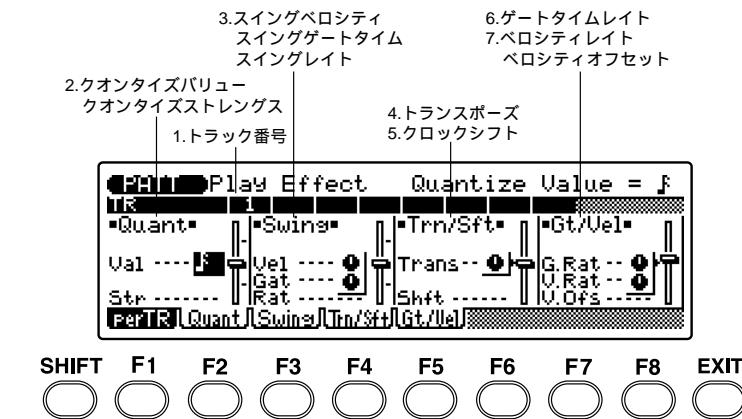 3.スイングベロシティ
スイングゲートタイム
スイングレイト
6.ゲートタイムレイト
7.ベロシティレイト
ベロシティオフセット
2.クオンタイズバリュー
クオンタイズストレングス
1.トラック番号
4.トランスポーズ
5.クロックシフト
PATT Play Effect Quantize Value = ♪
TR 1
▪Quant▪ ▪Swing▪ ▪Trn/Sft▪ ▪Gt/Vel▪
Val ---- ♪ Vel ---- Trans-- G.Rat --
Gat ---- V.Rat --
Str ------- Rat ---- Shft ------ V.Ofs-----
perTR Quant Swing Trn/Sft Gt/Vel
SHIFT F1 F2 F3 F4 F5 F6 F7 F8 EXIT